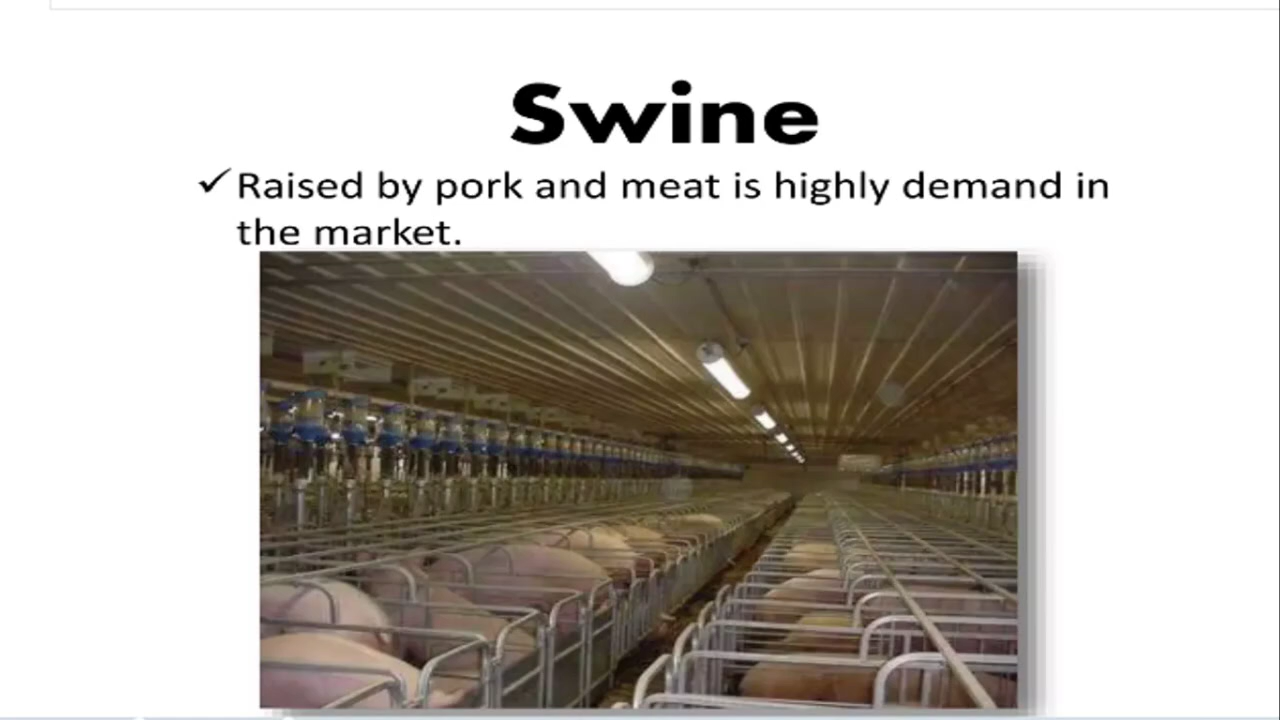 Swine
✓Raised by pork and meat is highly demand in
the market.